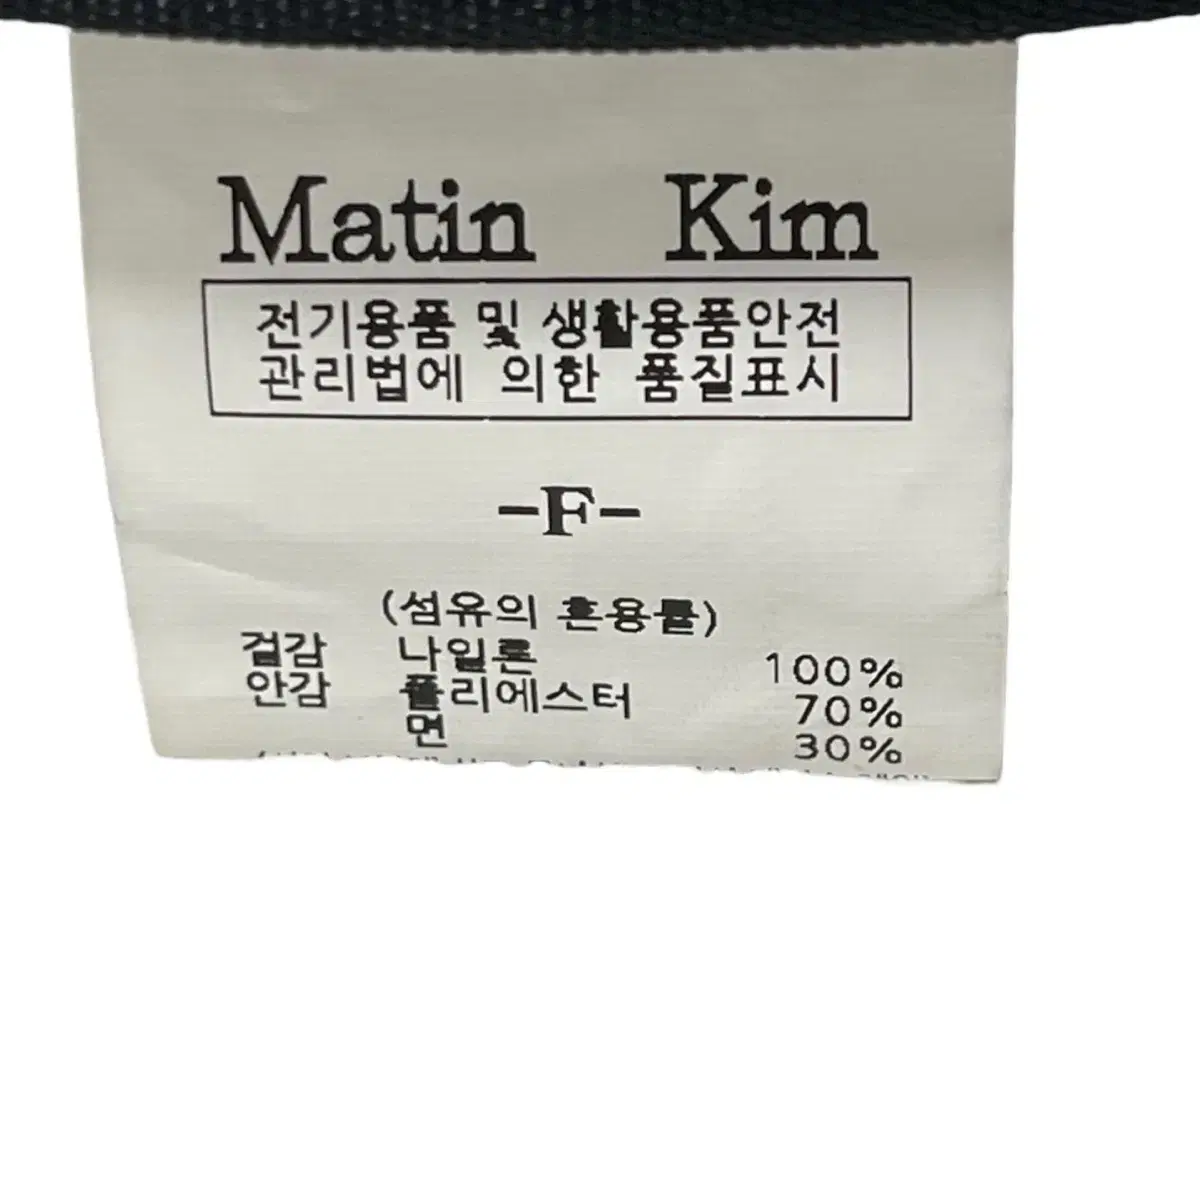 Matin Kim
전기용품 및 생활용품안전
관리법에 의한 품질표시
-F-
(섬유의 혼용률)
겉감 나일론 100%
안감 폴리에스터 70%
면 30%